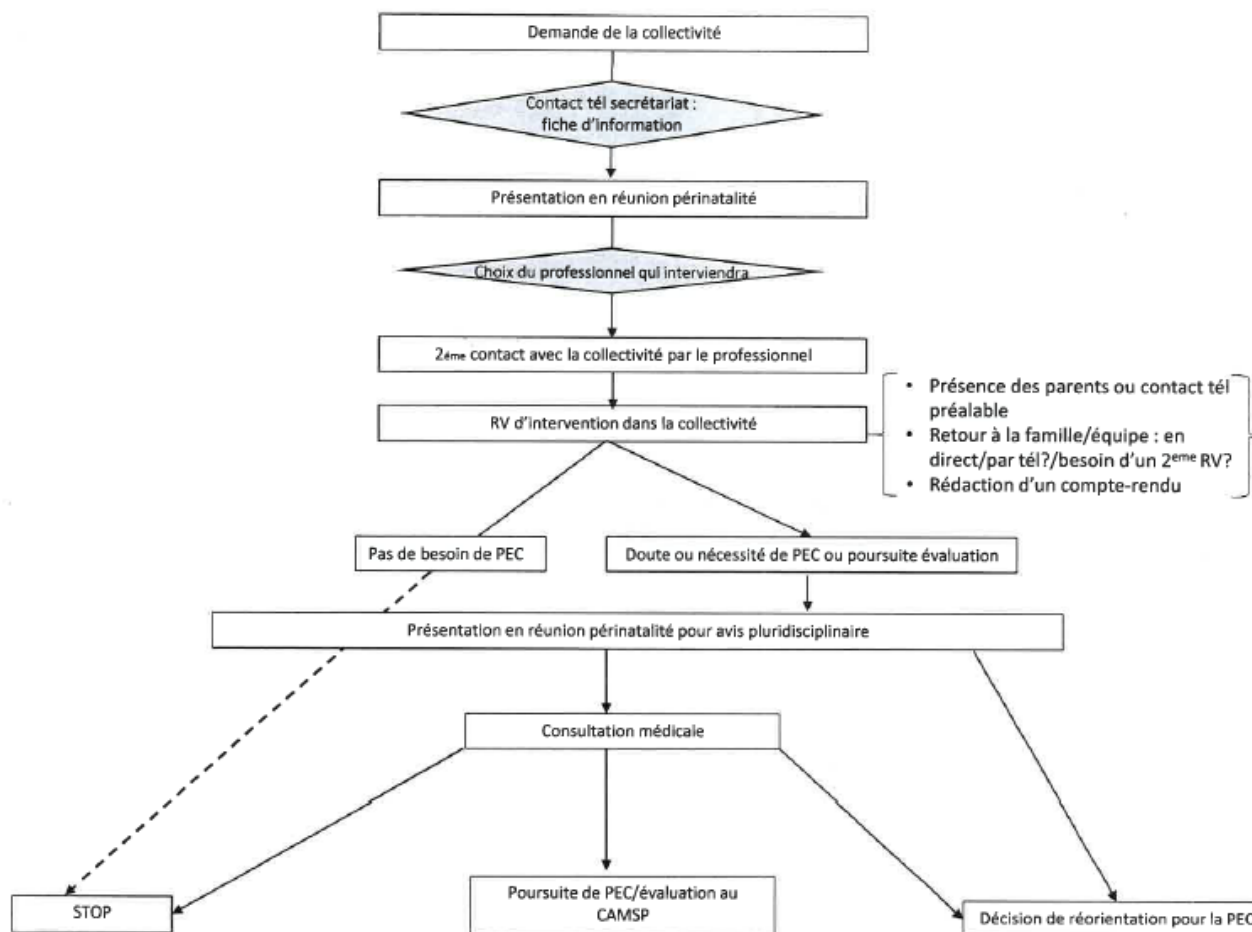 Demande de la collectivité
Contact tél secrétariat :
fiche d'information
Présentation en réunion périnatalité
Choix du professionnel qui interviendra
2ème contact avec la collectivité par le professionnel
RV d'intervention dans la collectivité
• Présence des parents ou contact tél
préalable
• Retour à la famille/équipe : en
direct/par tél?/besoin d'un 2eme RV?
• Rédaction d'un compte-rendu
Pas de besoin de PEC
Doute ou nécessité de PEC ou poursuite évaluation
Présentation en réunion périnatalité pour avis pluridisciplinaire
Consultation médicale
STOP
Poursuite de PEC/évaluation au
CAMSP
Décision de réorientation pour la PEC